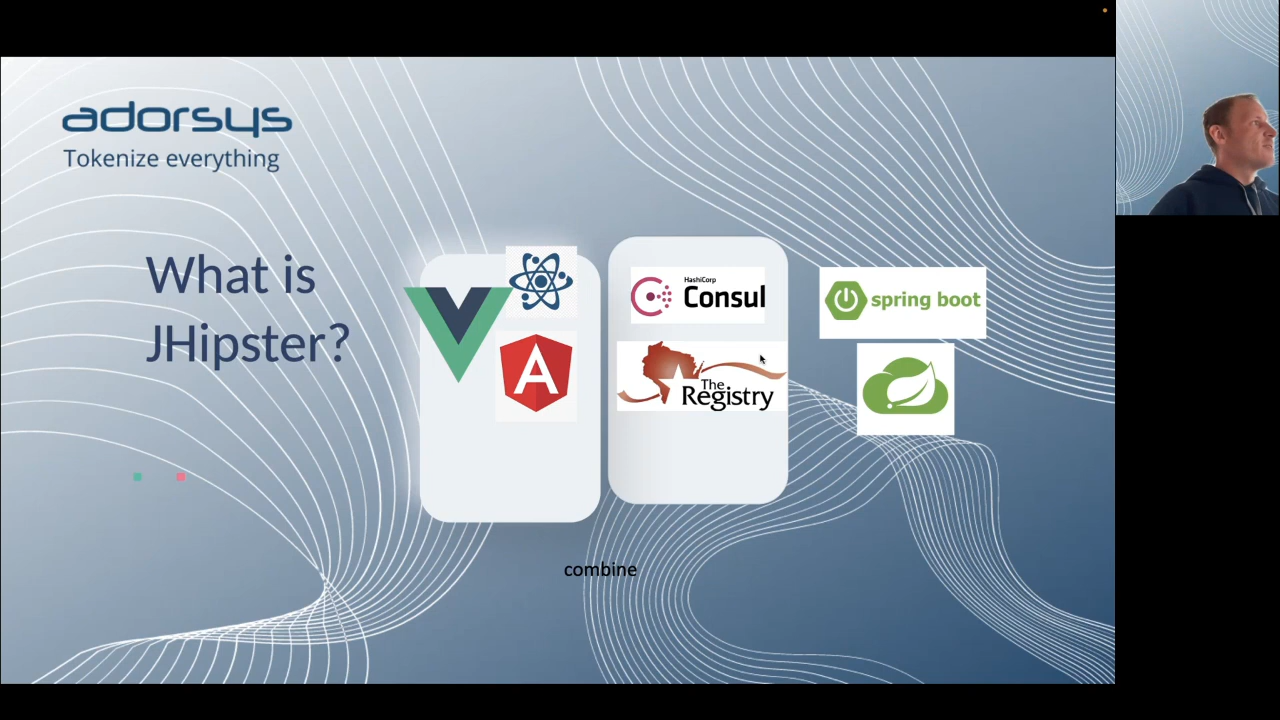 adorsys
Tokenize everything
What is
JHipster?
HashiCorp
Consul
The
Registry
spring boot
A
combine